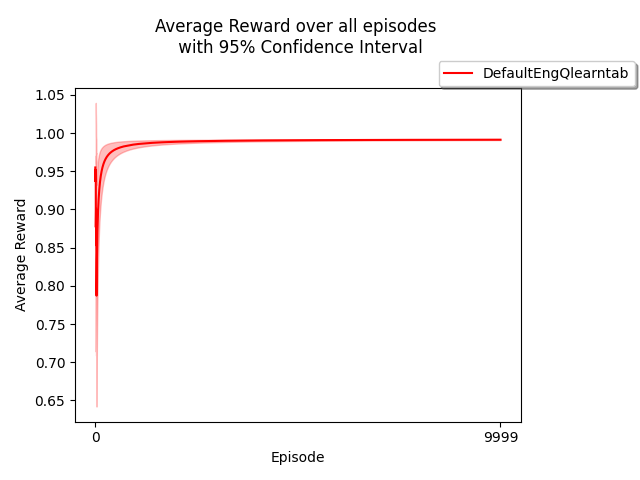 Average Reward over all episodes
with 95% Confidence Interval
DefaultEngQlearntab
1.05
1.00
0.95
0.90
0.85
0.80
0.75
0.70
0.65
Average Reward
0
9999
Episode